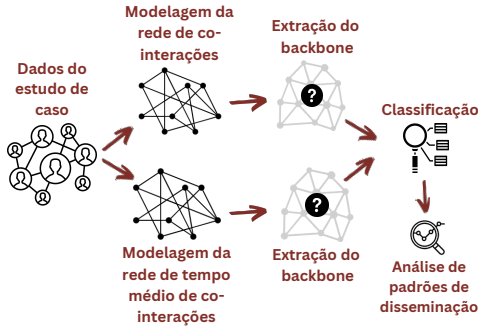 Modelagem da
rede de co-
interações
Extração do
backbone
Dados do
estudo de
caso
?
Classificação
?
Modelagem da
rede de tempo
médio de co-
interações
Extração do
backbone
Análise de
padrões de
disseminação